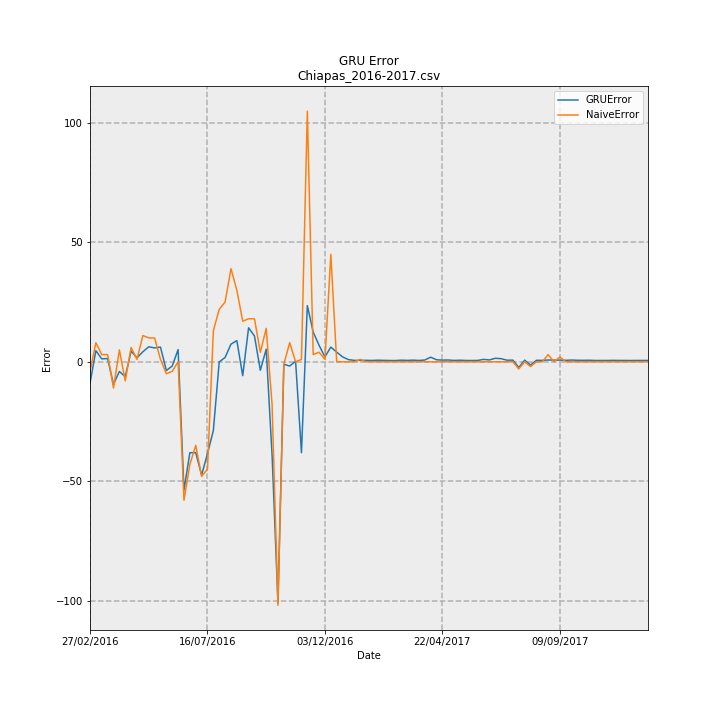 GRU Error
Chiapas_2016-2017.csv
GRUError
NaiveError
100
50
0
−50
−100
Error
27/02/2016
16/07/2016
03/12/2016
22/04/2017
09/09/2017
Date